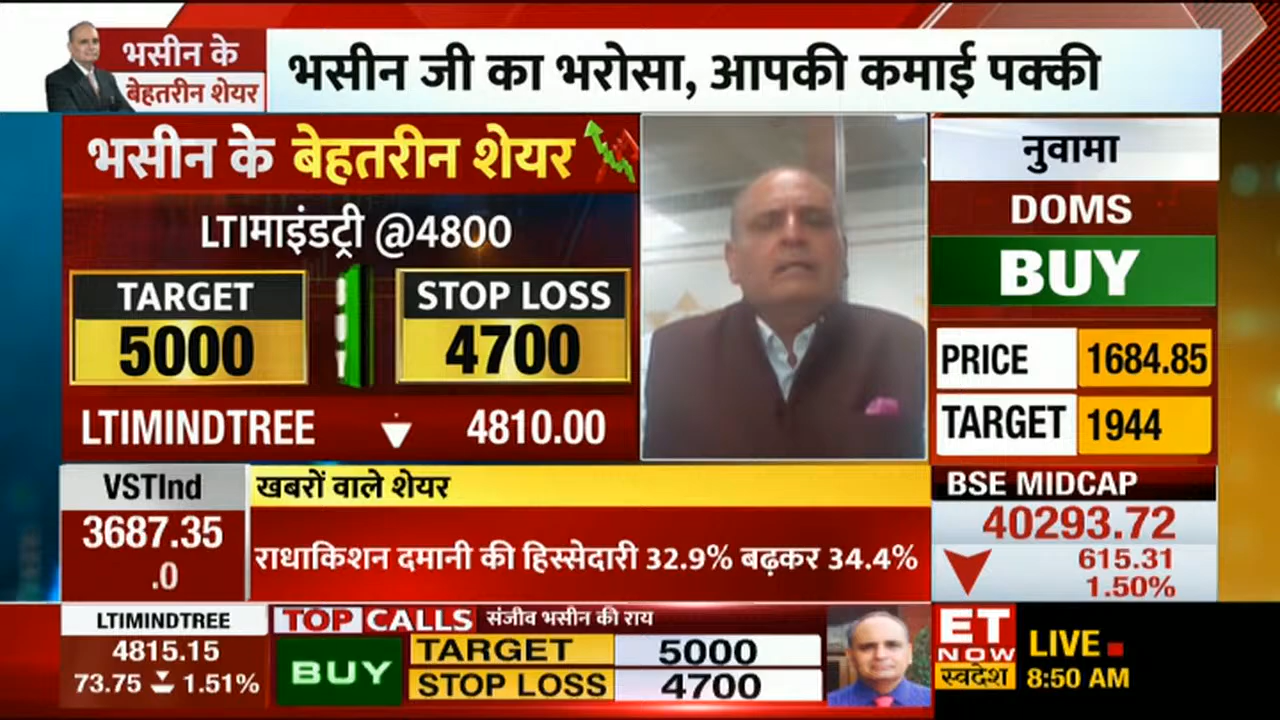 भसीन के
बेहतरीन शेयर
भसीन जी का भरोसा, आपकी कमाई पक्की
भसीन के बेहतरीन शेयर
LTIमाइंडट्री @4800
TARGET
5000
STOP LOSS
4700
LTIMINDTREE 4810.00
नुवामा
DOMS
BUY
PRICE 1684.85
TARGET 1944
VSTInd
3687.35
.0
खबरों वाले शेयर
राधाकिशन दमानी की हिस्सेदारी 32.9% बढ़कर 34.4%
BSE MIDCAP
40293.72
615.31
1.50%
LTIMINDTREE
4815.15
73.75 1.51%
TOP CALLS संजीव भसीन की राय
BUY
TARGET 5000
STOP LOSS 4700
ET
NOW
स्वदेश
LIVE
8:50 AM